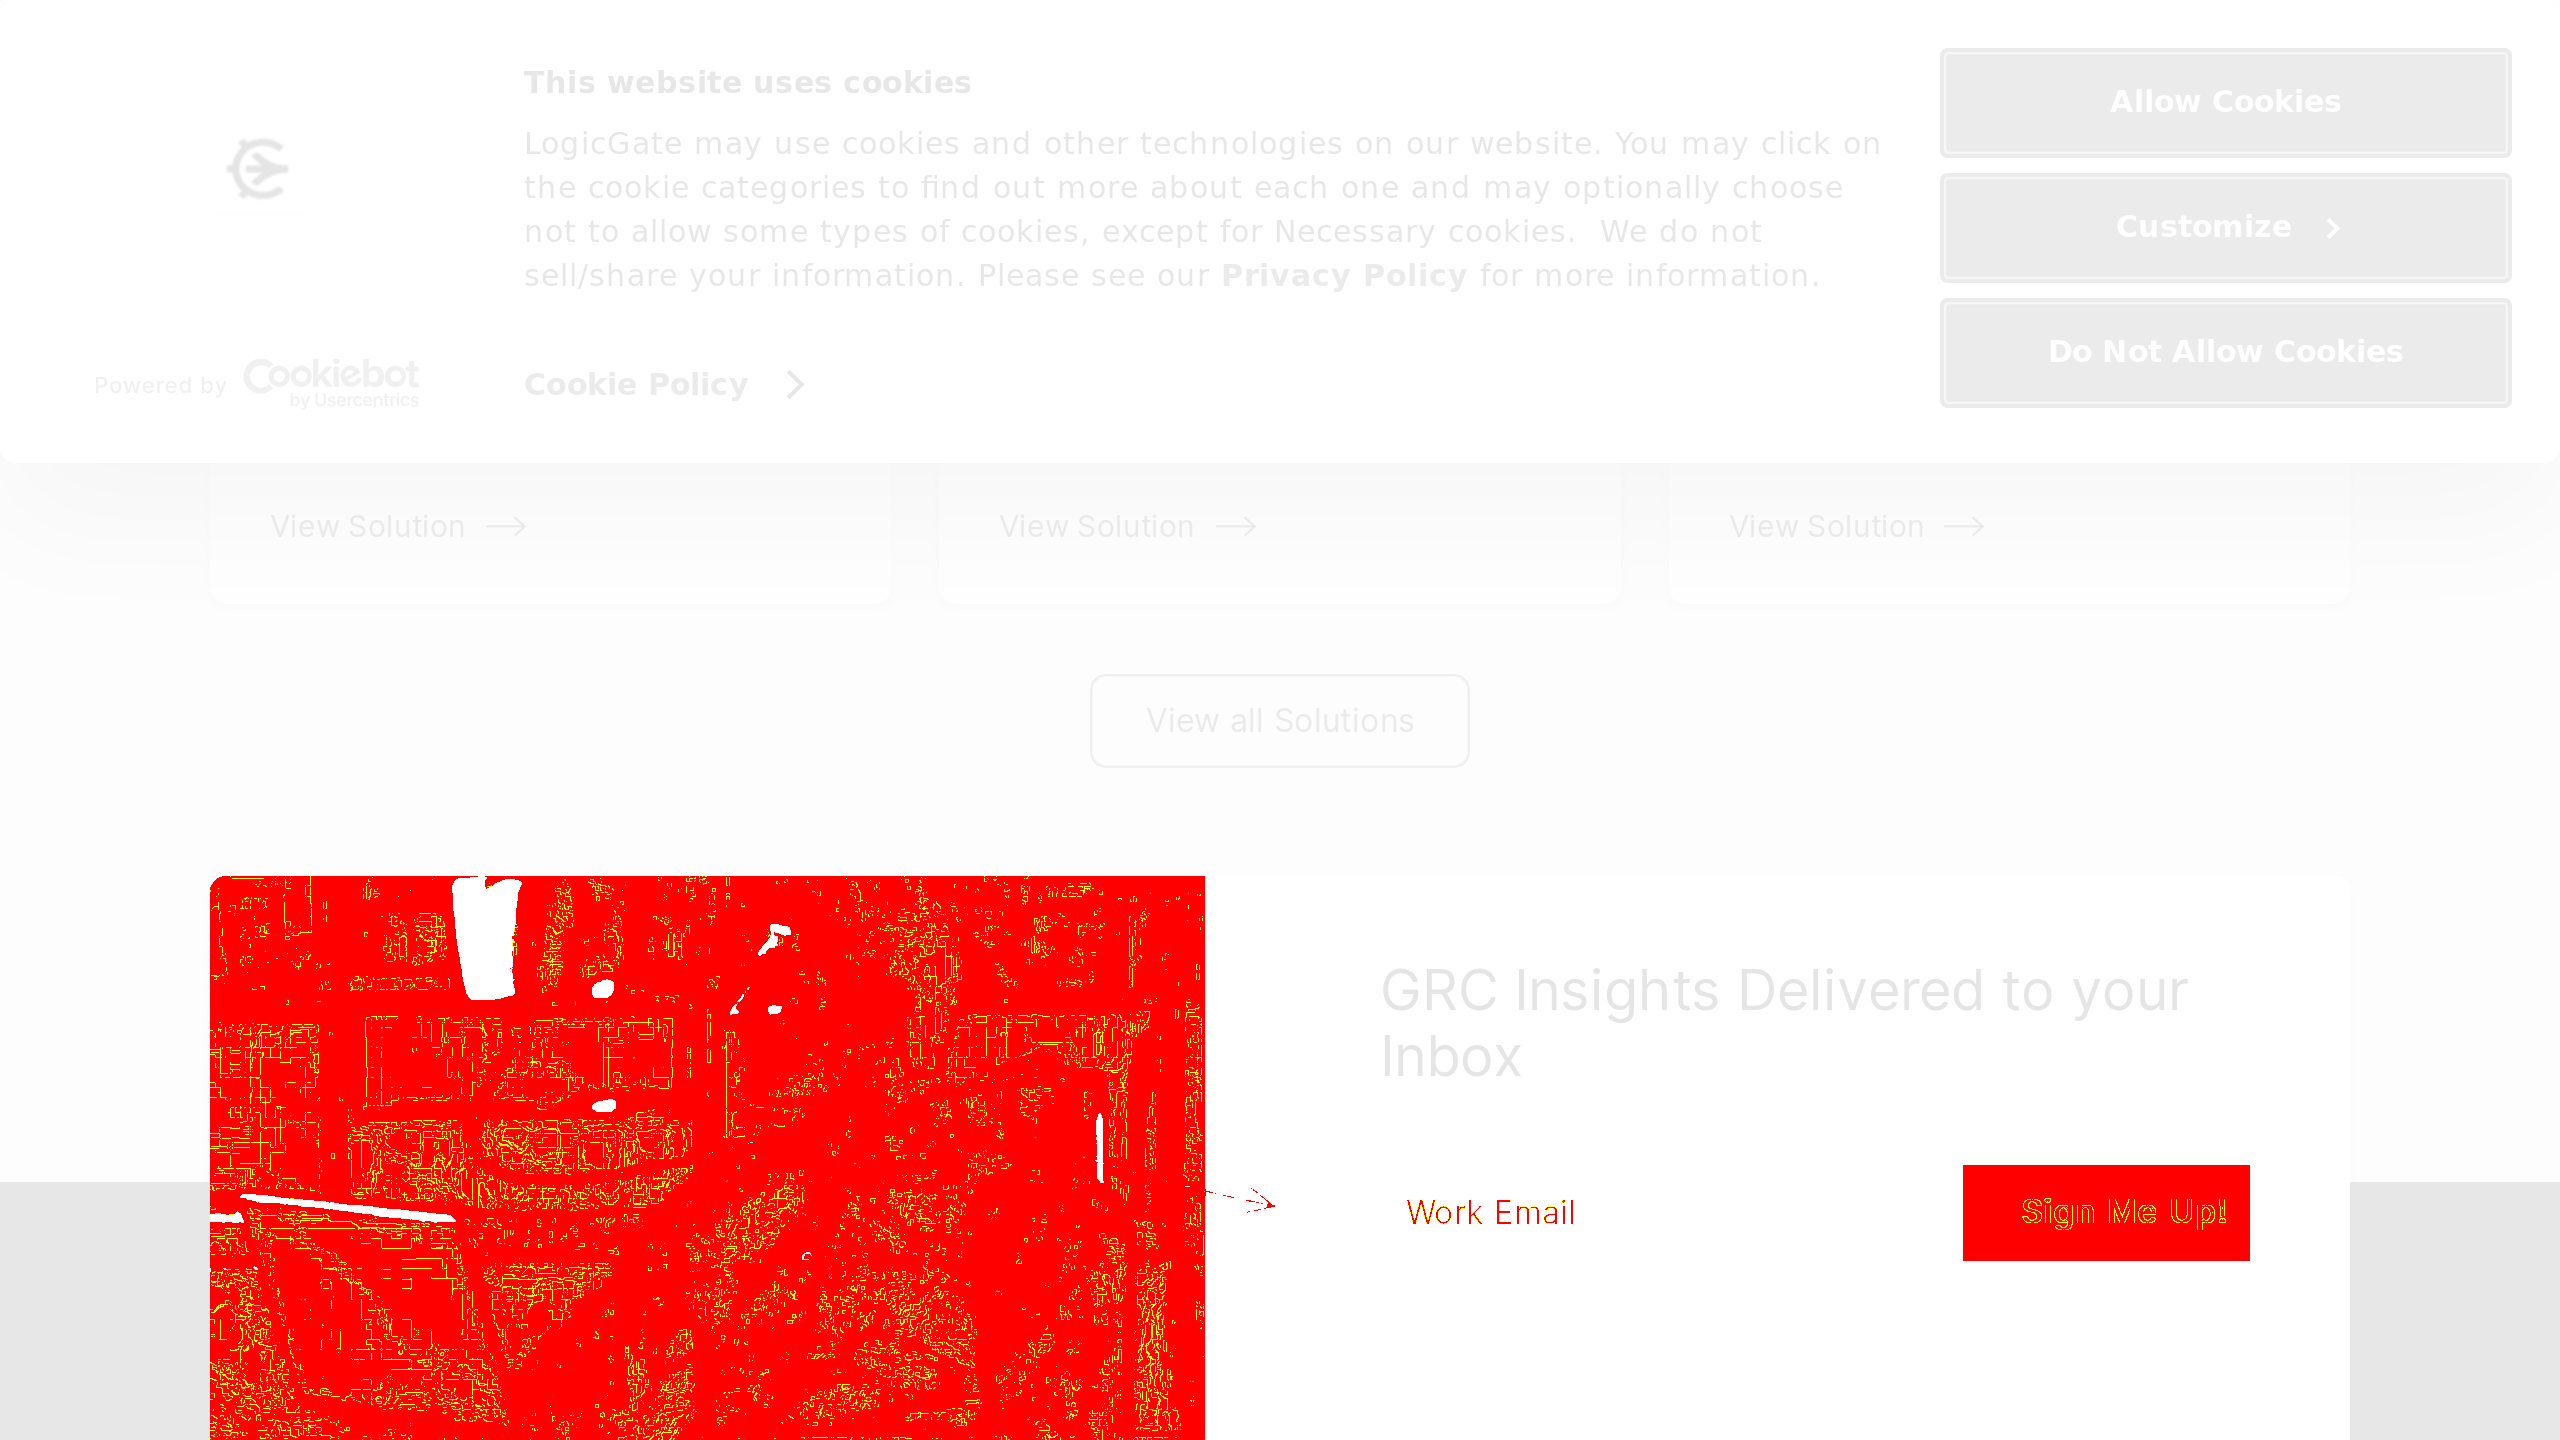 This website uses cookies
LogicGate may use cookies and other technologies on our website. You may click on
the cookie categories to find out more about each one and may optionally choose
not to allow some types of cookies, except for Necessary cookies.  We do not
sell/share your information. Please see our Privacy Policy for more information.
Powered by Cookiebot
by Usercentrics
Cookie Policy
Allow Cookies
Customize
Do Not Allow Cookies
View Solution
View Solution
View Solution
View all Solutions
GRC Insights Delivered to your
Inbox
Work Email
Sign Me Up!